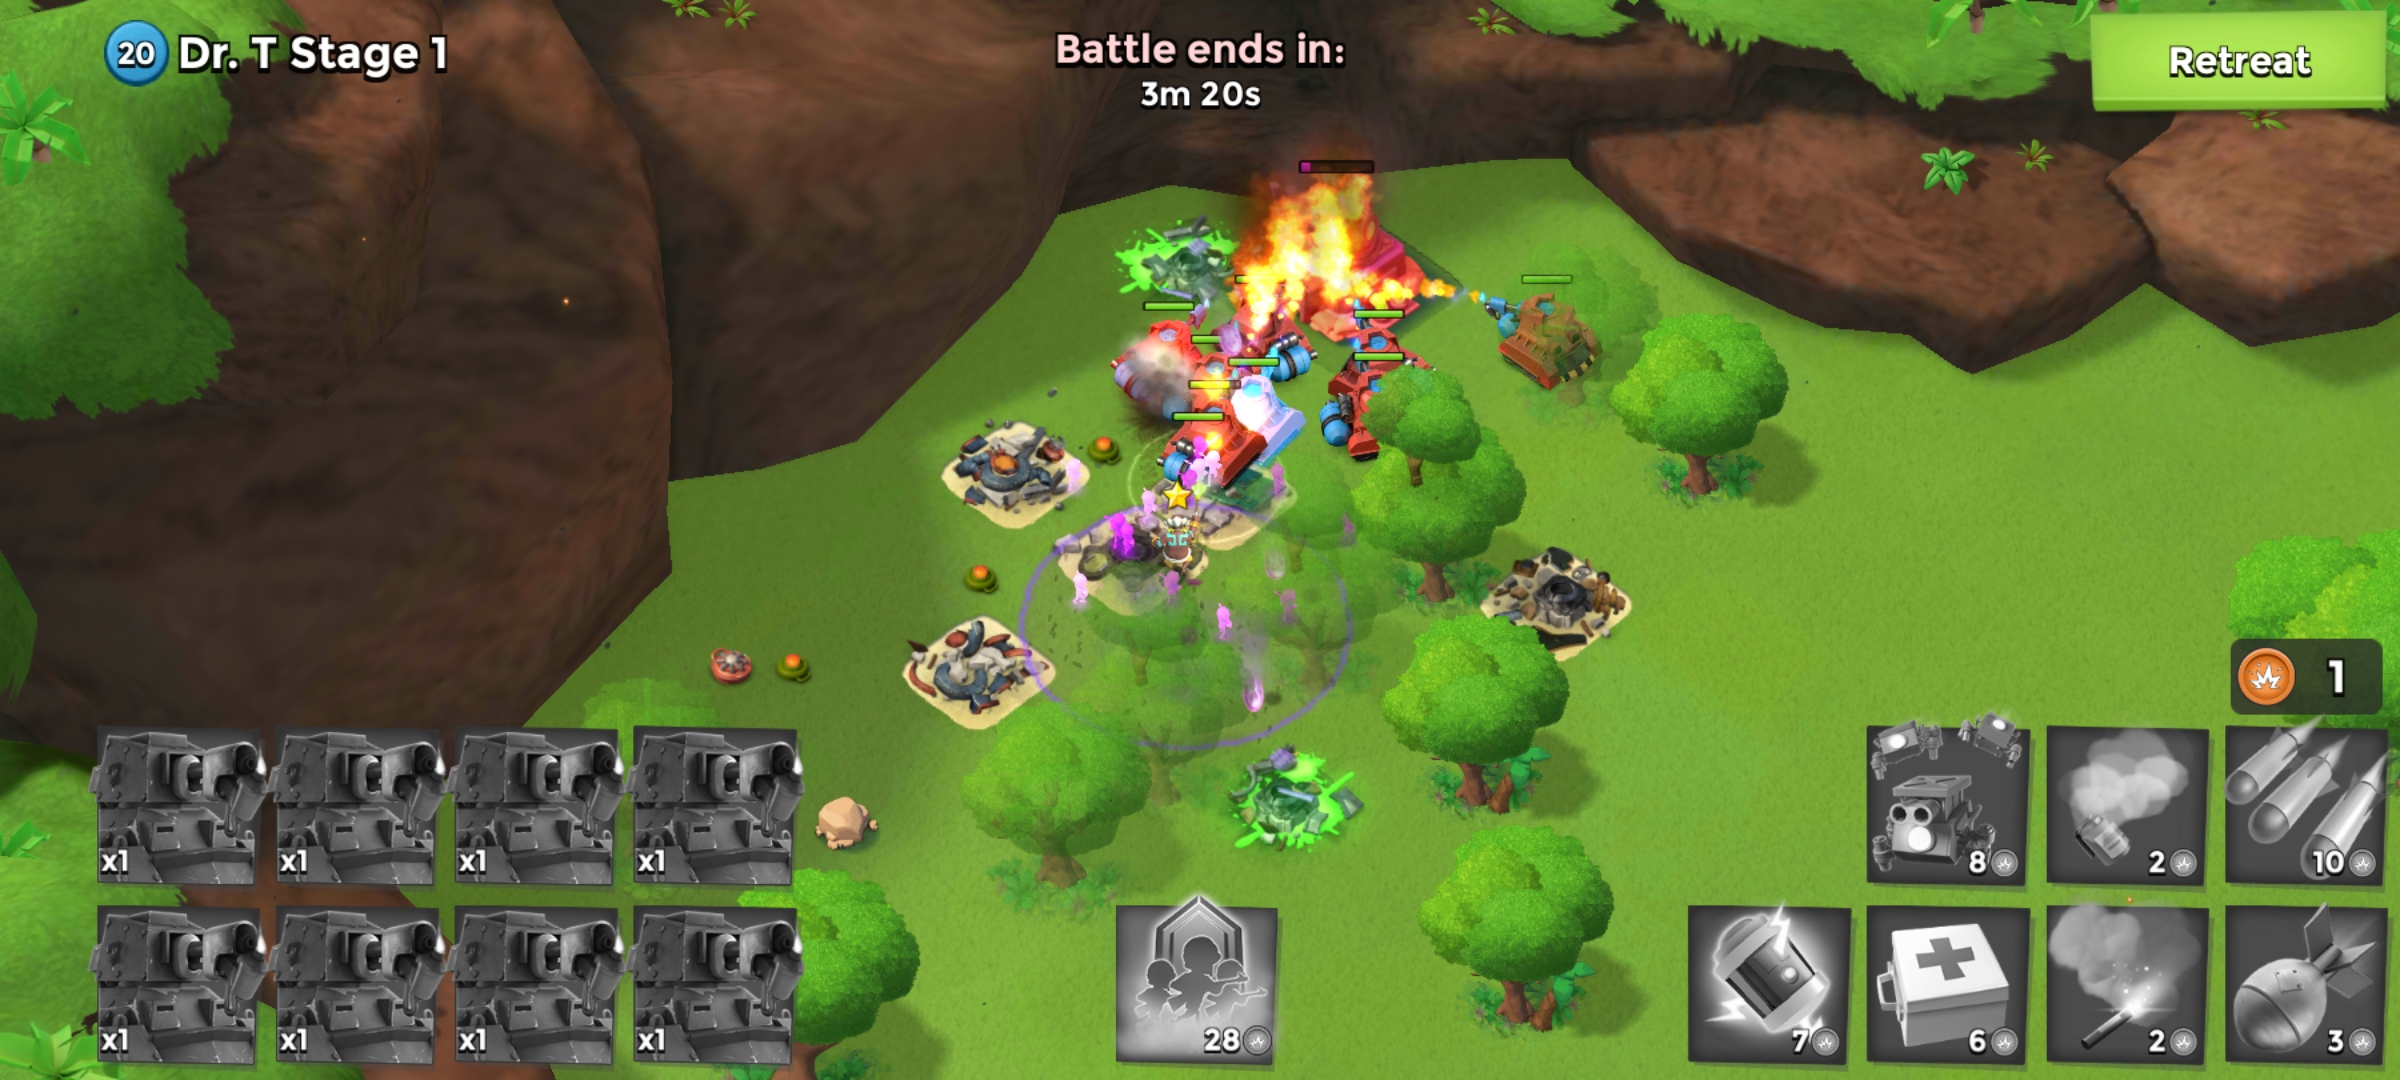 20 Dr. T Stage 1
Battle ends in:
3m 20s
Retreat
1
x1 x1 x1 x1
8 2 10
x1 x1 x1 x1
28
7 6 2 3